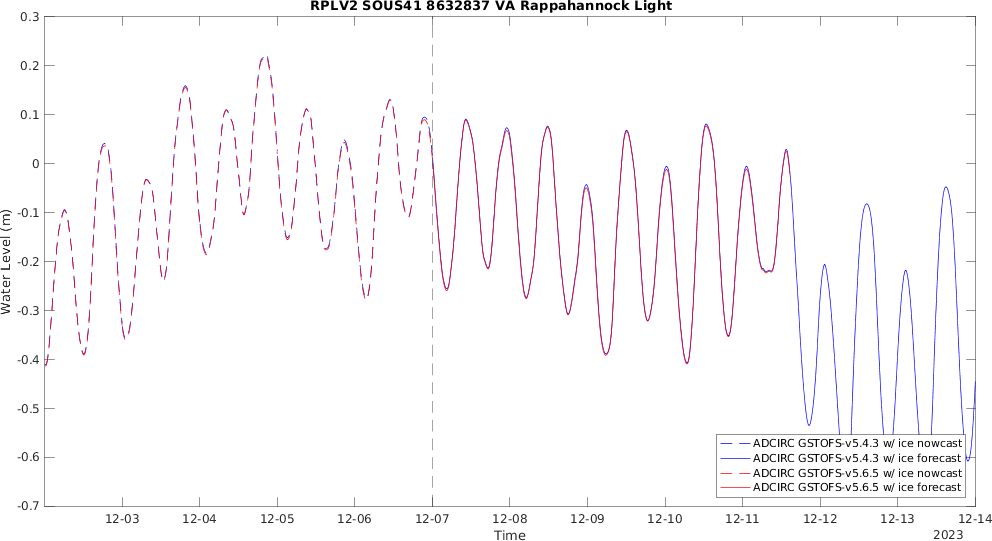 RPLV2 SOUS41 8632837 VA Rappahannock Light
0.3
0.2
0.1
0
-0.1
-0.2
-0.3
-0.4
-0.5
-0.6
-0.7
Water Level (m)
ADCIRC GSTOFS-v5.4.3 w/ ice nowcast
ADCIRC GSTOFS-v5.4.3 w/ ice forecast
ADCIRC GSTOFS-v5.6.5 w/ ice nowcast
ADCIRC GSTOFS-v5.6.5 w/ ice forecast
12-03 12-04 12-05 12-06 12-07 12-08 12-09 12-10 12-11 12-12 12-13 12-14
Time
2023